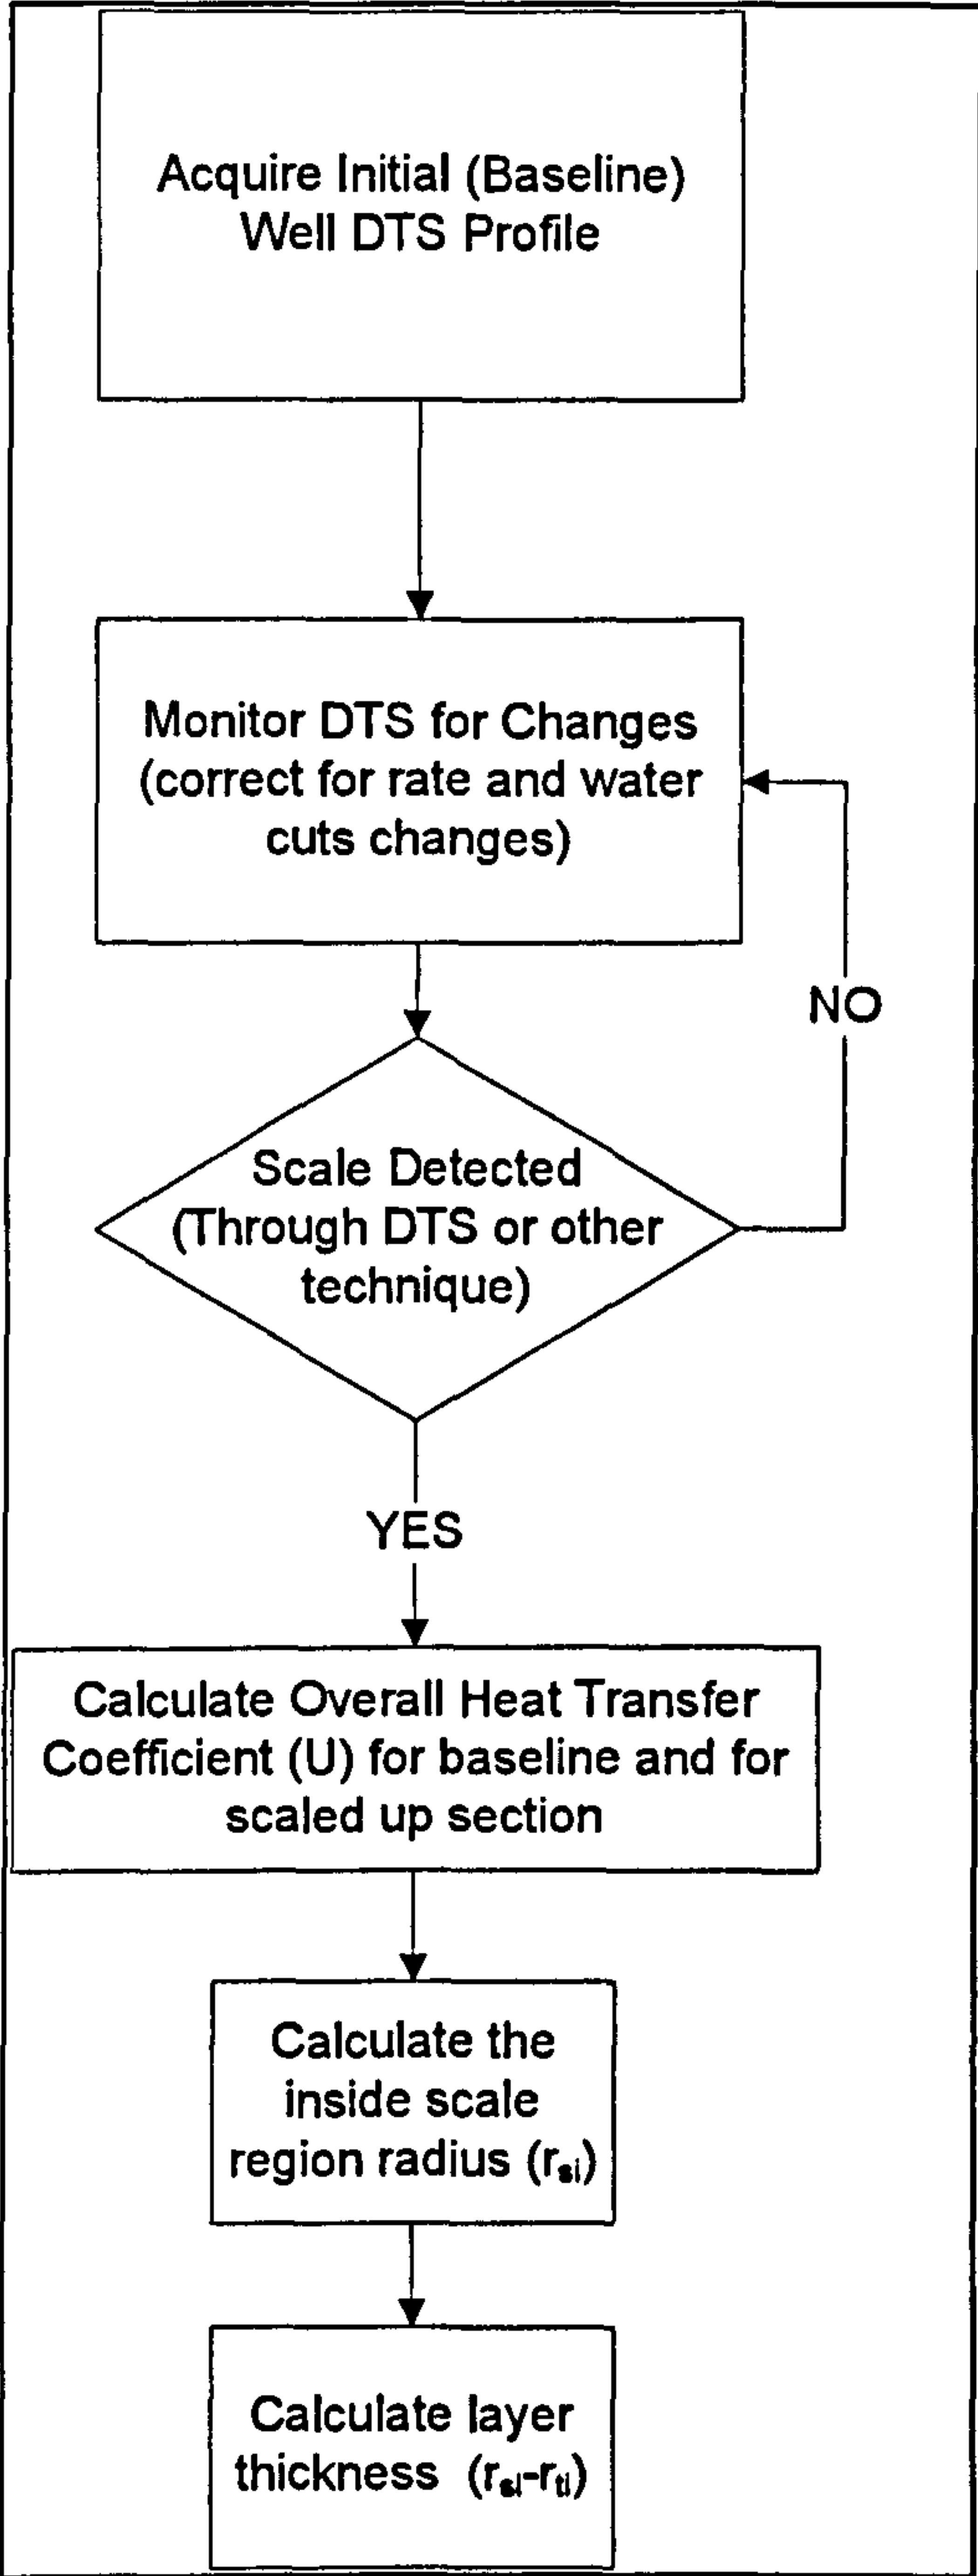 Acquire Initial (Baseline)
Well DTS Profile
Monitor DTS for Changes
(correct for rate and water
cuts changes)
NO
Scale Detected
(Through DTS or other
technique)
YES
Calculate Overall Heat Transfer
Coefficient (U) for baseline and for
scaled up section
Calculate the
inside scale
region radius (rsi)
Calculate layer
thickness (rsi-rti)